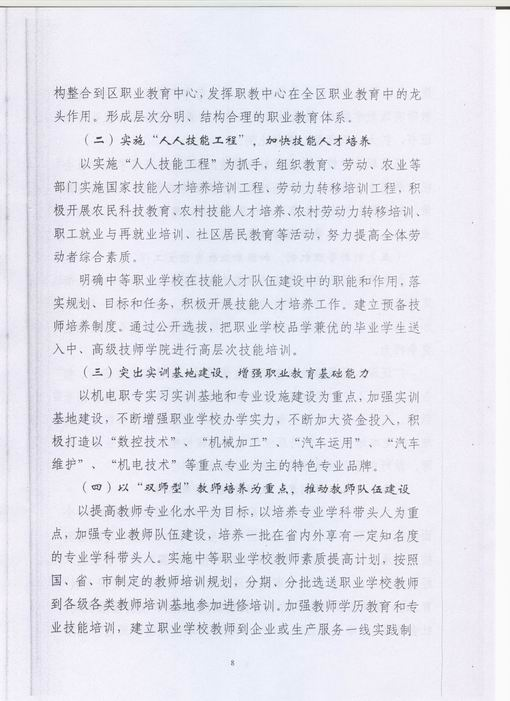 构整合到区职业教育中心，发挥职教中心在全区职业教育中的龙
头作用。形成层次分明、结构合理的职业教育体系。
（二）实施“人人技能工程”，加快技能人才培养
以实施“人人技能工程”为抓手，组织教育、劳动、农业等
部门实施国家技能人才培养培训工程、劳动力转移培训工程，积
极开展农民科技教育、农村技能人才培养、农村劳动力转移培训、
职工就业与再就业培训、社区居民教育等活动，努力提高全体劳
动者综合素质。
明确中等职业学校在技能人才队伍建设中的职能和作用，落
实规划、目标和任务，积极开展技能人才培养工作。建立预备技
师培养制度。通过公开选拔，把职业学校品学兼优的毕业学生送
入中、高级技师学院进行高层次技能培训。
（三）突出实训基地建设，增强职业教育基础能力
以机电职专实习实训基地和专业设施建设为重点，加强实训
基地建设，不断增强职业学校办学实力，不断加大资金投入，积
极打造以“数控技术”、“机械加工”、“汽车运用”、“汽车
维护”、“机电技术”等重点专业为主的特色专业品牌。
（四）以“双师型”教师培养为重点，推动教师队伍建设
以提高教师专业化水平为目标，以培养专业学科带头人为重
点，加强专业教师队伍建设，培养一批在省内外享有一定知名度
的专业学科带头人。实施中等职业学校教师素质提高计划，按照
国、省、市制定的教师培训规划，分期、分批选送职业学校教师
到各级各类教师培训基地参加进修培训。加强教师学历教育和专
业技能培训，建立职业学校教师到企业或生产服务一线实践制
8